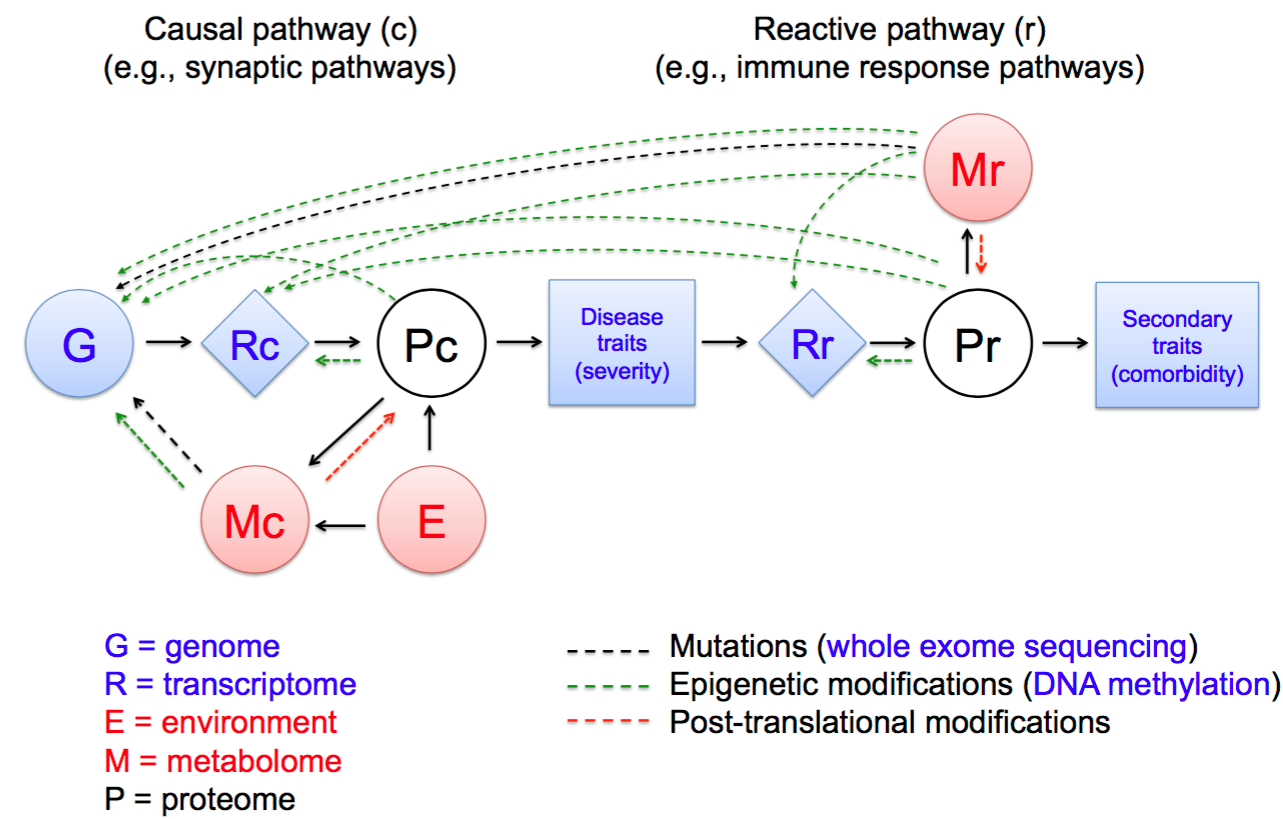 Causal pathway (c)
(e.g., synaptic pathways)
Reactive pathway (r)
(e.g., immune response pathways)
Mr
G
Rc
Pc
Disease
traits
(severity)
Rr
Pr
Secondary
traits
(comorbidity)
Mc
E
G = genome
R = transcriptome
E = environment
M = metabolome
P = proteome
Mutations (whole exome sequencing)
Epigenetic modifications (DNA methylation)
Post-translational modifications